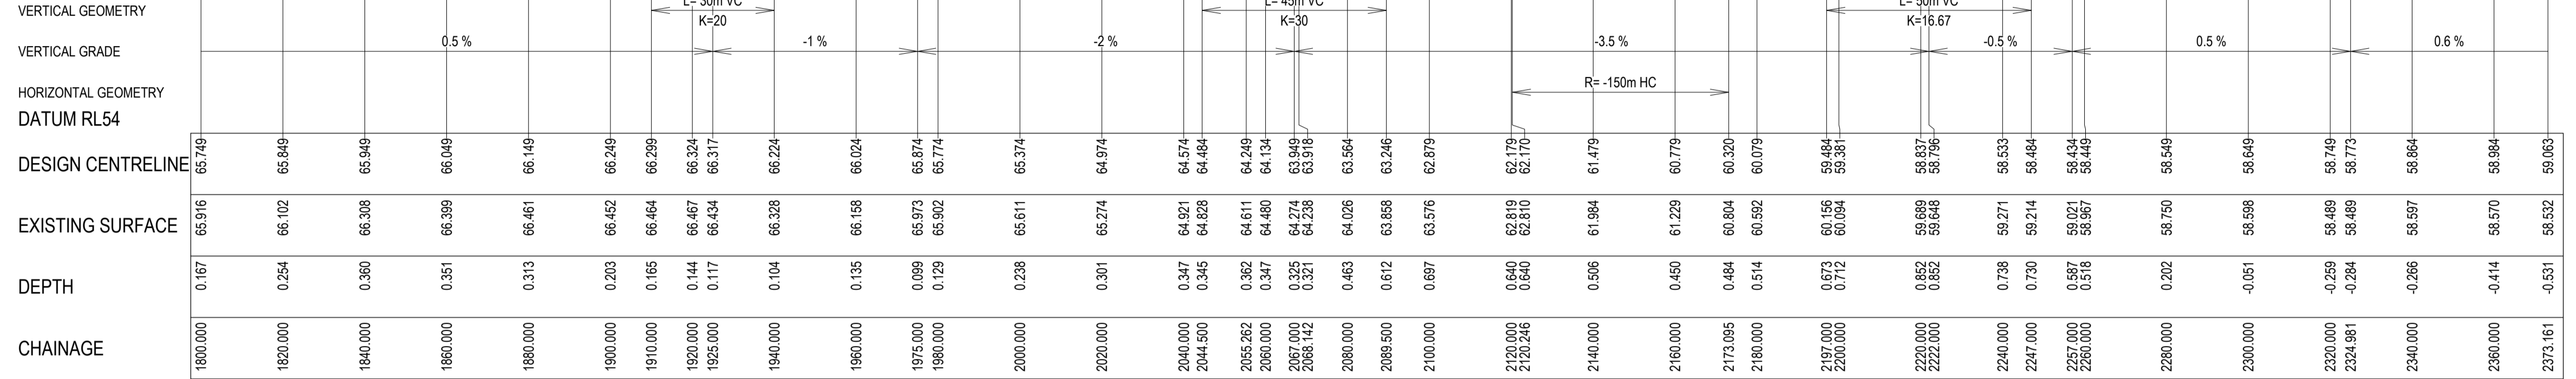 VERTICAL GEOMETRY L= 30m VC L= 45m VC L= 50m VC
K=20 K=30 K=16.67
VERTICAL GRADE 0.5 % -1 % -2 % -3.5 % -0.5 % 0.5 % 0.6 %
HORIZONTAL GEOMETRY R= -150m HC
DATUM RL54
DESIGN CENTRELINE 65.749 65.849 65.949 66.049 66.149 66.249 66.299 66.324 66.317 66.224 66.024 65.874 65.774 65.374 64.974 64.574 64.484 64.249 64.134 63.949 63.918 63.564 63.246 62.879 62.179 62.170 61.479 60.779 60.320 60.079 59.484 59.381 58.837 58.796 58.533 58.484 58.434 58.449 58.549 58.649 58.749 58.773 58.864 58.984 59.063
EXISTING SURFACE 65.916 66.102 66.308 66.399 66.461 66.452 66.464 66.467 66.434 66.328 66.158 65.973 65.902 65.611 65.274 64.921 64.828 64.611 64.480 64.274 64.238 64.026 63.858 63.576 62.819 62.810 61.984 61.229 60.804 60.592 60.156 60.094 59.689 59.648 59.271 59.214 59.021 58.967 58.750 58.598 58.489 58.489 58.597 58.570 58.532
DEPTH 0.167 0.254 0.360 0.351 0.313 0.203 0.165 0.144 0.117 0.104 0.135 0.099 0.129 0.238 0.301 0.347 0.345 0.362 0.347 0.325 0.321 0.463 0.612 0.697 0.640 0.640 0.506 0.450 0.484 0.514 0.673 0.712 0.852 0.852 0.738 0.730 0.587 0.518 0.202 -0.051 -0.259 -0.284 -0.266 -0.414 -0.531
CHAINAGE 1800.000 1820.000 1840.000 1860.000 1880.000 1900.000 1910.000 1920.000 1925.000 1940.000 1960.000 1975.000 1980.000 2000.000 2020.000 2040.000 2044.500 2055.262 2060.000 2067.000 2068.142 2080.000 2089.500 2100.000 2120.000 2120.246 2140.000 2160.000 2173.095 2180.000 2197.000 2200.000 2220.000 2222.000 2240.000 2247.000 2257.000 2260.000 2280.000 2300.000 2320.000 2324.981 2340.000 2360.000 2373.161